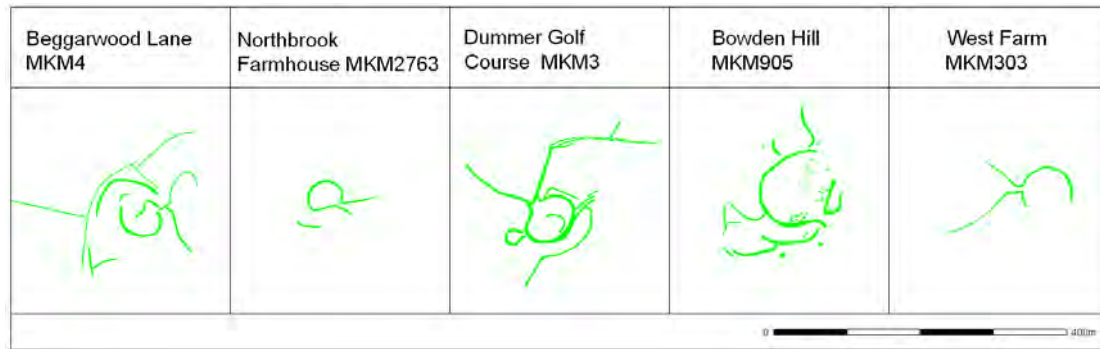 Beggarwood Lane
MKM4
Northbrook
Farmhouse MKM2763
Dummer Golf
Course MKM3
Bowden Hill
MKM905
West Farm
MKM303
0 400m